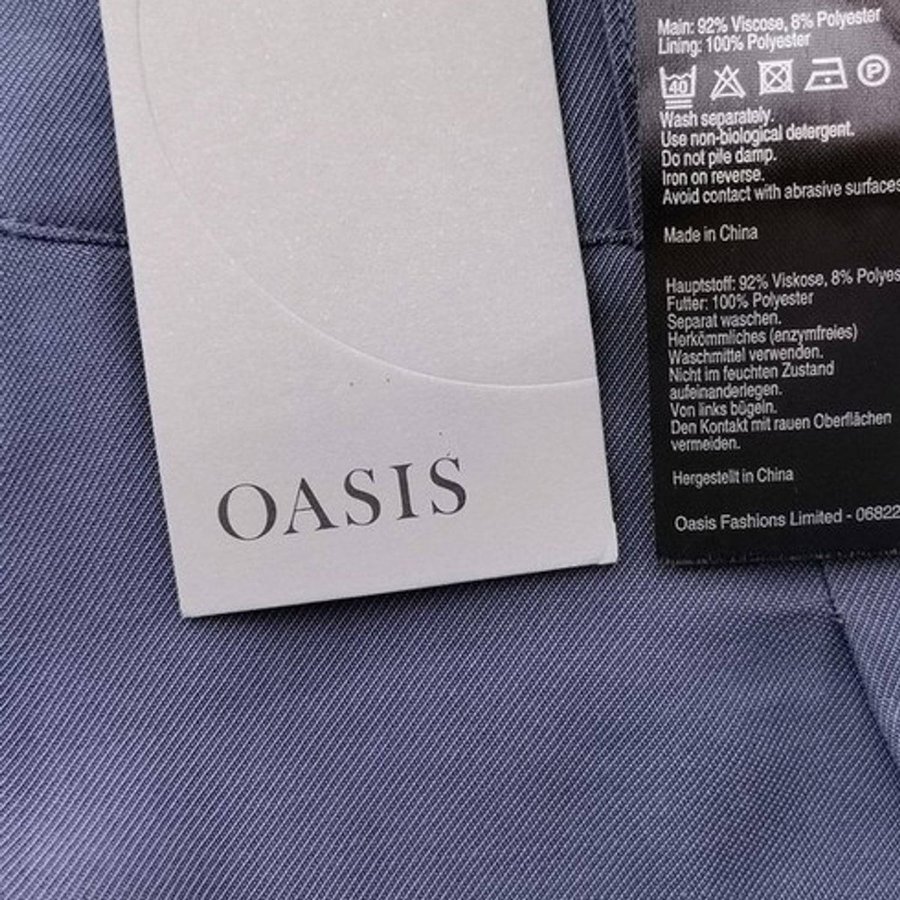 OASIS
Main: 92% Viscose, 8% Polyester
Lining: 100% Polyester
40
P
Wash separately.
Use non-biological detergent.
Do not pile damp.
Iron on reverse.
Avoid contact with abrasive surfaces
Made in China
Hauptstoff: 92% Viskose, 8% Polyes
Futter: 100% Polyester
Separat waschen.
Herkömmliches (enzymfreies)
Waschmittel verwenden.
Nicht im feuchten Zustand
aufeinanderlegen.
Von links bügeln.
Den Kontakt mit rauen Oberflächen
vermeiden.
Hergestellt in China
Oasis Fashions Limited - 06822